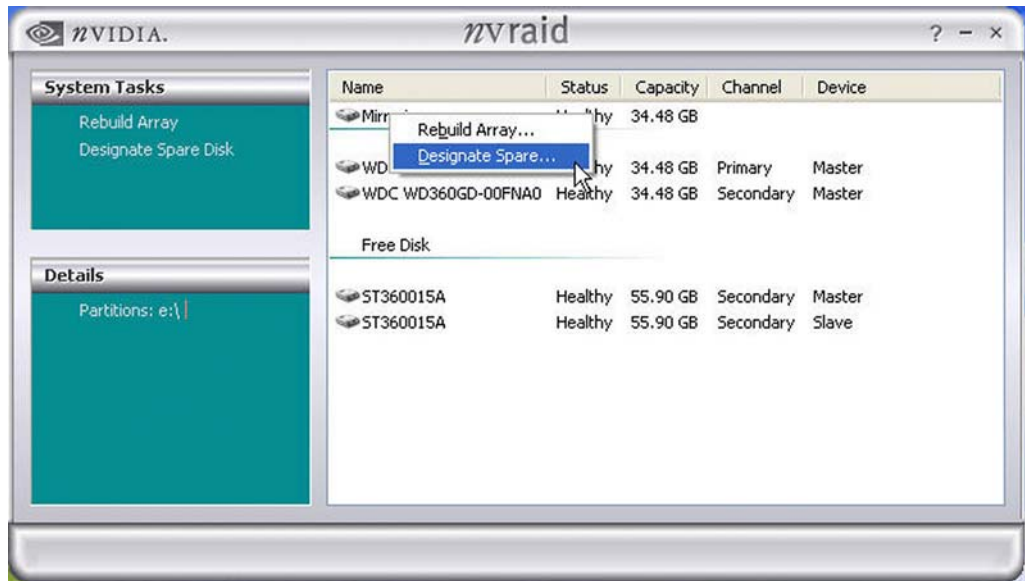 nVIDIA.
nvraid
? - ×
System Tasks
Rebuild Array
Designate Spare Disk
Details
Partitions: e:\
Name Status Capacity Channel Device
34.48 GB
Rebuild Array...
Designate Spare...
34.48 GB Primary Master
WDC WD360GD-00FNA0 Healthy 34.48 GB Secondary Master
Free Disk
ST360015A Healthy 55.90 GB Secondary Master
ST360015A Healthy 55.90 GB Secondary Slave